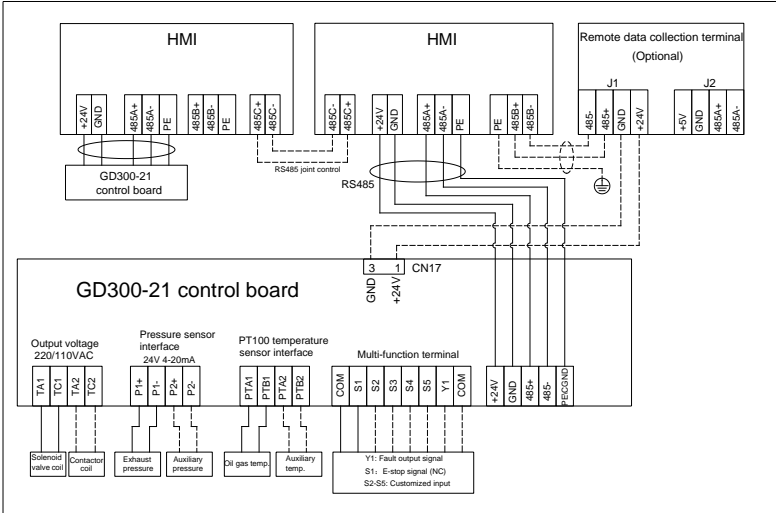 HMI
HMI
Remote data collection terminal
(Optional)
J1
J2
+24V
GND
485A+
485A-
PE
485B+
485B-
PE
485C+
485C-
485C-
485C+
+24V
GND
485A+
485A-
PE
PE
485B+
485B-
485-
485+
GND
+24V
+5V
GND
485A+
485A-
RS485 joint control
GD300-21
control board
RS485
3
1
CN17
GND
+24V
GD300-21 control board
Output voltage
220/110VAC
Pressure sensor
interface
24V 4-20mA
PT100 temperature
sensor interface
Multi-function terminal
TA1
TC1
TA2
TC2
P1+
P1-
P2+
P2-
PTA1
PTB1
PTA2
PTB2
COM
S1
S2
S3
S4
S5
Y1
COM
+24V
GND
485+
485-
PE\CGND
Solenoid
valve coil
Contactor
coil
Exhaust
pressure
Auxiliary
pressure
Oil gas temp.
Auxiliary
temp.
Y1: Fault output signal
S1: E-stop signal (NC)
S2-S5: Customized input